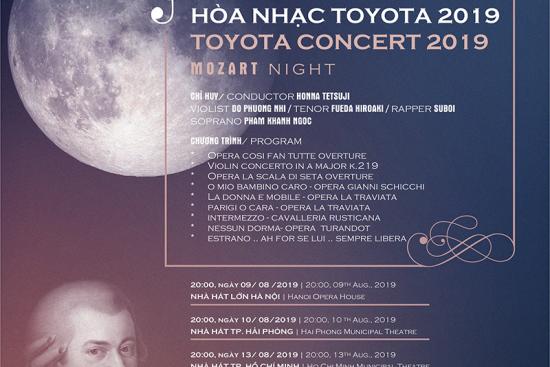 HÒA NHẠC TOYOTA 2019
TOYOTA CONCERT 2019
MOZART NIGHT
CHỈ HUY/ CONDUCTOR HONNA TETSUJI
VIOLIST DO PHUONG NHI / TENOR FUEDA HIROAKI / RAPPER SUBOI
SOPRANO PHAM KHANH NGOC
CHƯƠNG TRÌNH/ PROGRAM
* OPERA COSI FAN TUTTE OVERTURE
* VIOLIN CONCERTO IN A MAJOR K.219
* OPERA LA SCALA DI SETA OVERTURE
* O MIO BAMBINO CARO - OPERA GIANNI SCHICCHI
* LA DONNA E MOBILE - OPERA LA TRAVIATA
* PARIGI O CARA - OPERA LA TRAVIATA
* INTERMEZZO - CAVALLERIA RUSTICANA
* NESSUN DORMA- OPERA TURANDOT
* ESTRANO .. AH FOR SE LUI .. SEMPRE LIBERA
20:00, NGÀY 09/ 08 /2019 | 20:00, 09TH AUG., 2019
NHÀ HÁT LỚN HÀ NỘI | HANOI OPERA HOUSE
20:00, NGÀY 10/08/2019 | 20:00, 10 TH AUG., 2019
NHÀ HÁT TP. HẢI PHÒNG | HAI PHONG MUNICIPAL THEATRE
20:00, NGÀY 13/08/ 2019 | 20:00, 13TH AUG., 2019
NHÀ HÁT TP. HỒ CHÍ MINH | HO CHI MINH MUNICIPAL THEATRE